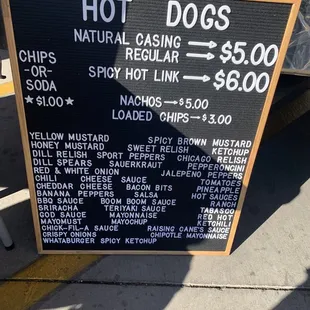 HOT DOGS
NATURAL CASING
REGULAR → $5.00
SPICY HOT LINK → $6.00
CHIPS
-OR-
SODA
★$1.00★
NACHOS → $5.00
LOADED CHIPS → $3.00
YELLOW MUSTARD SPICY BROWN MUSTARD
HONEY MUSTARD SWEET RELISH KETCHUP
DILL RELISH SPORT PEPPERS CHICAGO RELISH
DILL SPEARS SAUERKRAUT PEPPERONCINI
RED & WHITE ONION JALEPENO PEPPERS
CHILI CHEESE SAUCE TOMATOES
CHEDDAR CHEESE BACON BITS PINEAPPLE
BANANA PEPPERS SALSA HOT SAUCES
BBQ SAUCE BOOM BOOM SAUCE RANCH
SRIRACHA TERIYAKI SAUCE TABASCO
GOD SAUCE MAYONNAISE RED HOT
MAYOMUST MAYOCHUP KETCHILI
CHICK-FIL-A SAUCE RAISING CANE'S SAUCE
CRISPY ONIONS CHIPOTLE MAYONNAISE
WHATABURGER SPICY KETCHUP